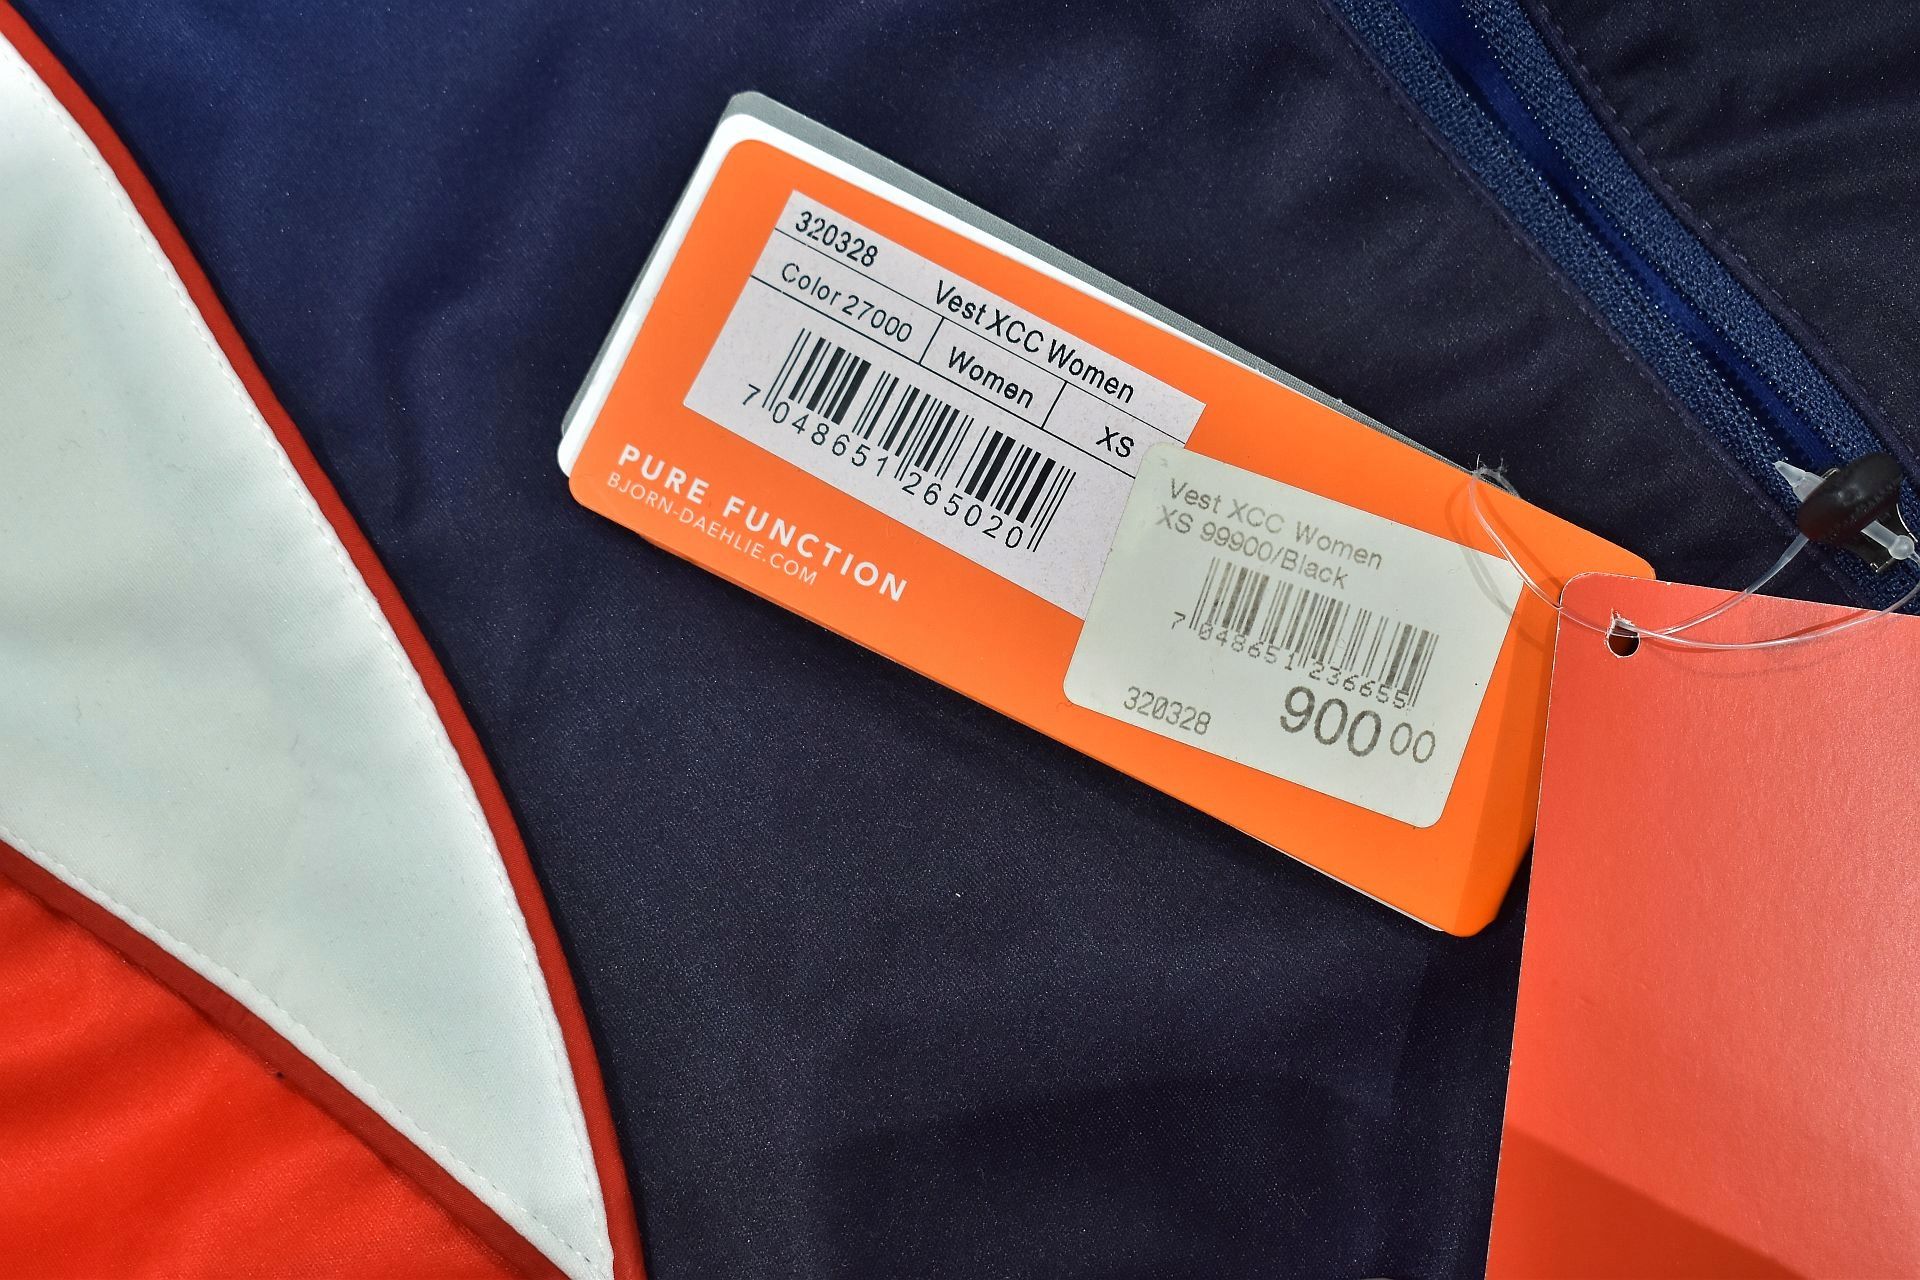 320328
Vest XCC Women
Color 27000 Women XS
7 048651 265020
PURE FUNCTION
BJORN-DAEHLIE.COM
Vest XCC Women
XS 99900/Black
7 048651 236655
320328 900 00